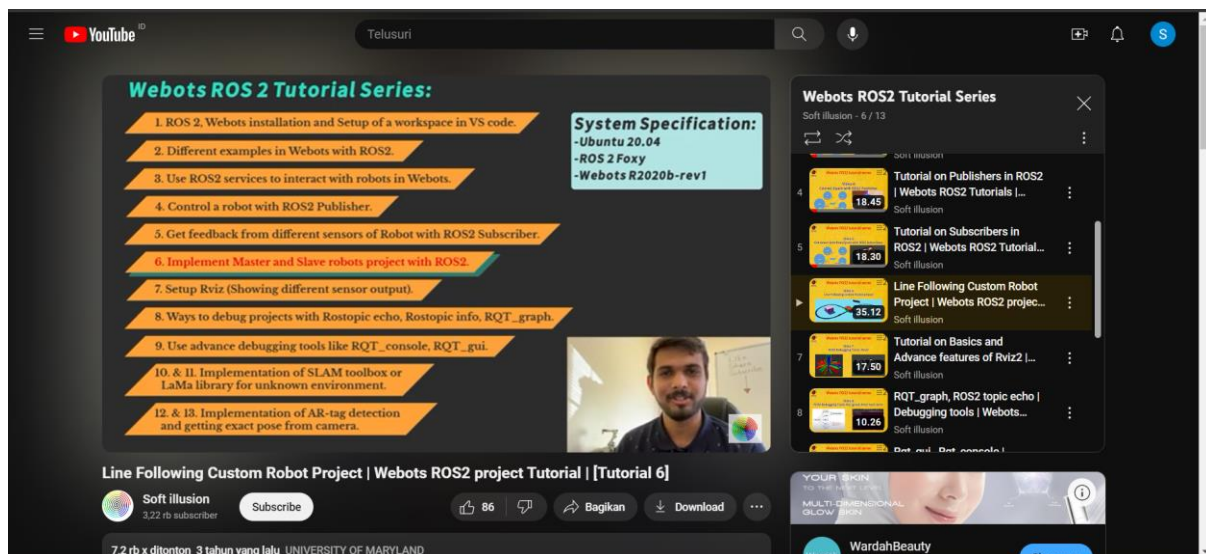 YouTube ID
Telusuri
S
Webots ROS 2 Tutorial Series:
1. ROS 2, Webots installation and Setup of a workspace in VS code.
2. Different examples in Webots with ROS2.
3. Use ROS2 services to interact with robots in Webots.
4. Control a robot with ROS2 Publisher.
5. Get feedback from different sensors of Robot with ROS2 Subscriber.
6. Implement Master and Slave robots project with ROS2.
7. Setup Rviz (Showing different sensor output).
8. Ways to debug projects with Rostopic echo, Rostopic info, RQT_graph.
9. Use advance debugging tools like RQT_console, RQT_gui.
10. & 11. Implementation of SLAM toolbox or
LaMa library for unknown environment.
12. & 13. Implementation of AR-tag detection
and getting exact pose from camera.
System Specification:
-Ubuntu 20.04
-ROS 2 Foxy
-Webots R2020b-rev1
Line Following Custom Robot Project | Webots ROS2 project Tutorial | [Tutorial 6]
Soft illusion
3,22 rb subscriber
Subscribe
86
Bagikan
Download
7,2 rb x ditonton 3 tahun yang lalu UNIVERSITY OF MARYLAND
Webots ROS2 Tutorial Series
Soft illusion - 6 / 13
Soft illusion
4
18.45
Tutorial on Publishers in ROS2
| Webots ROS2 Tutorials |...
Soft illusion
5
18.30
Tutorial on Subscribers in
ROS2 | Webots ROS2 Tutorial...
Soft illusion
35.12
Line Following Custom Robot
Project | Webots ROS2 projec...
Soft illusion
7
17.50
Tutorial on Basics and
Advance features of Rviz2 |...
Soft illusion
8
10.26
RQT_graph, ROS2 topic echo |
Debugging tools | Webots...
Soft illusion
YOUR SKIN
TO THE NEXT LEVEL
MULTI-DIMENSIONAL
GLOW SKIN
WardahBeauty